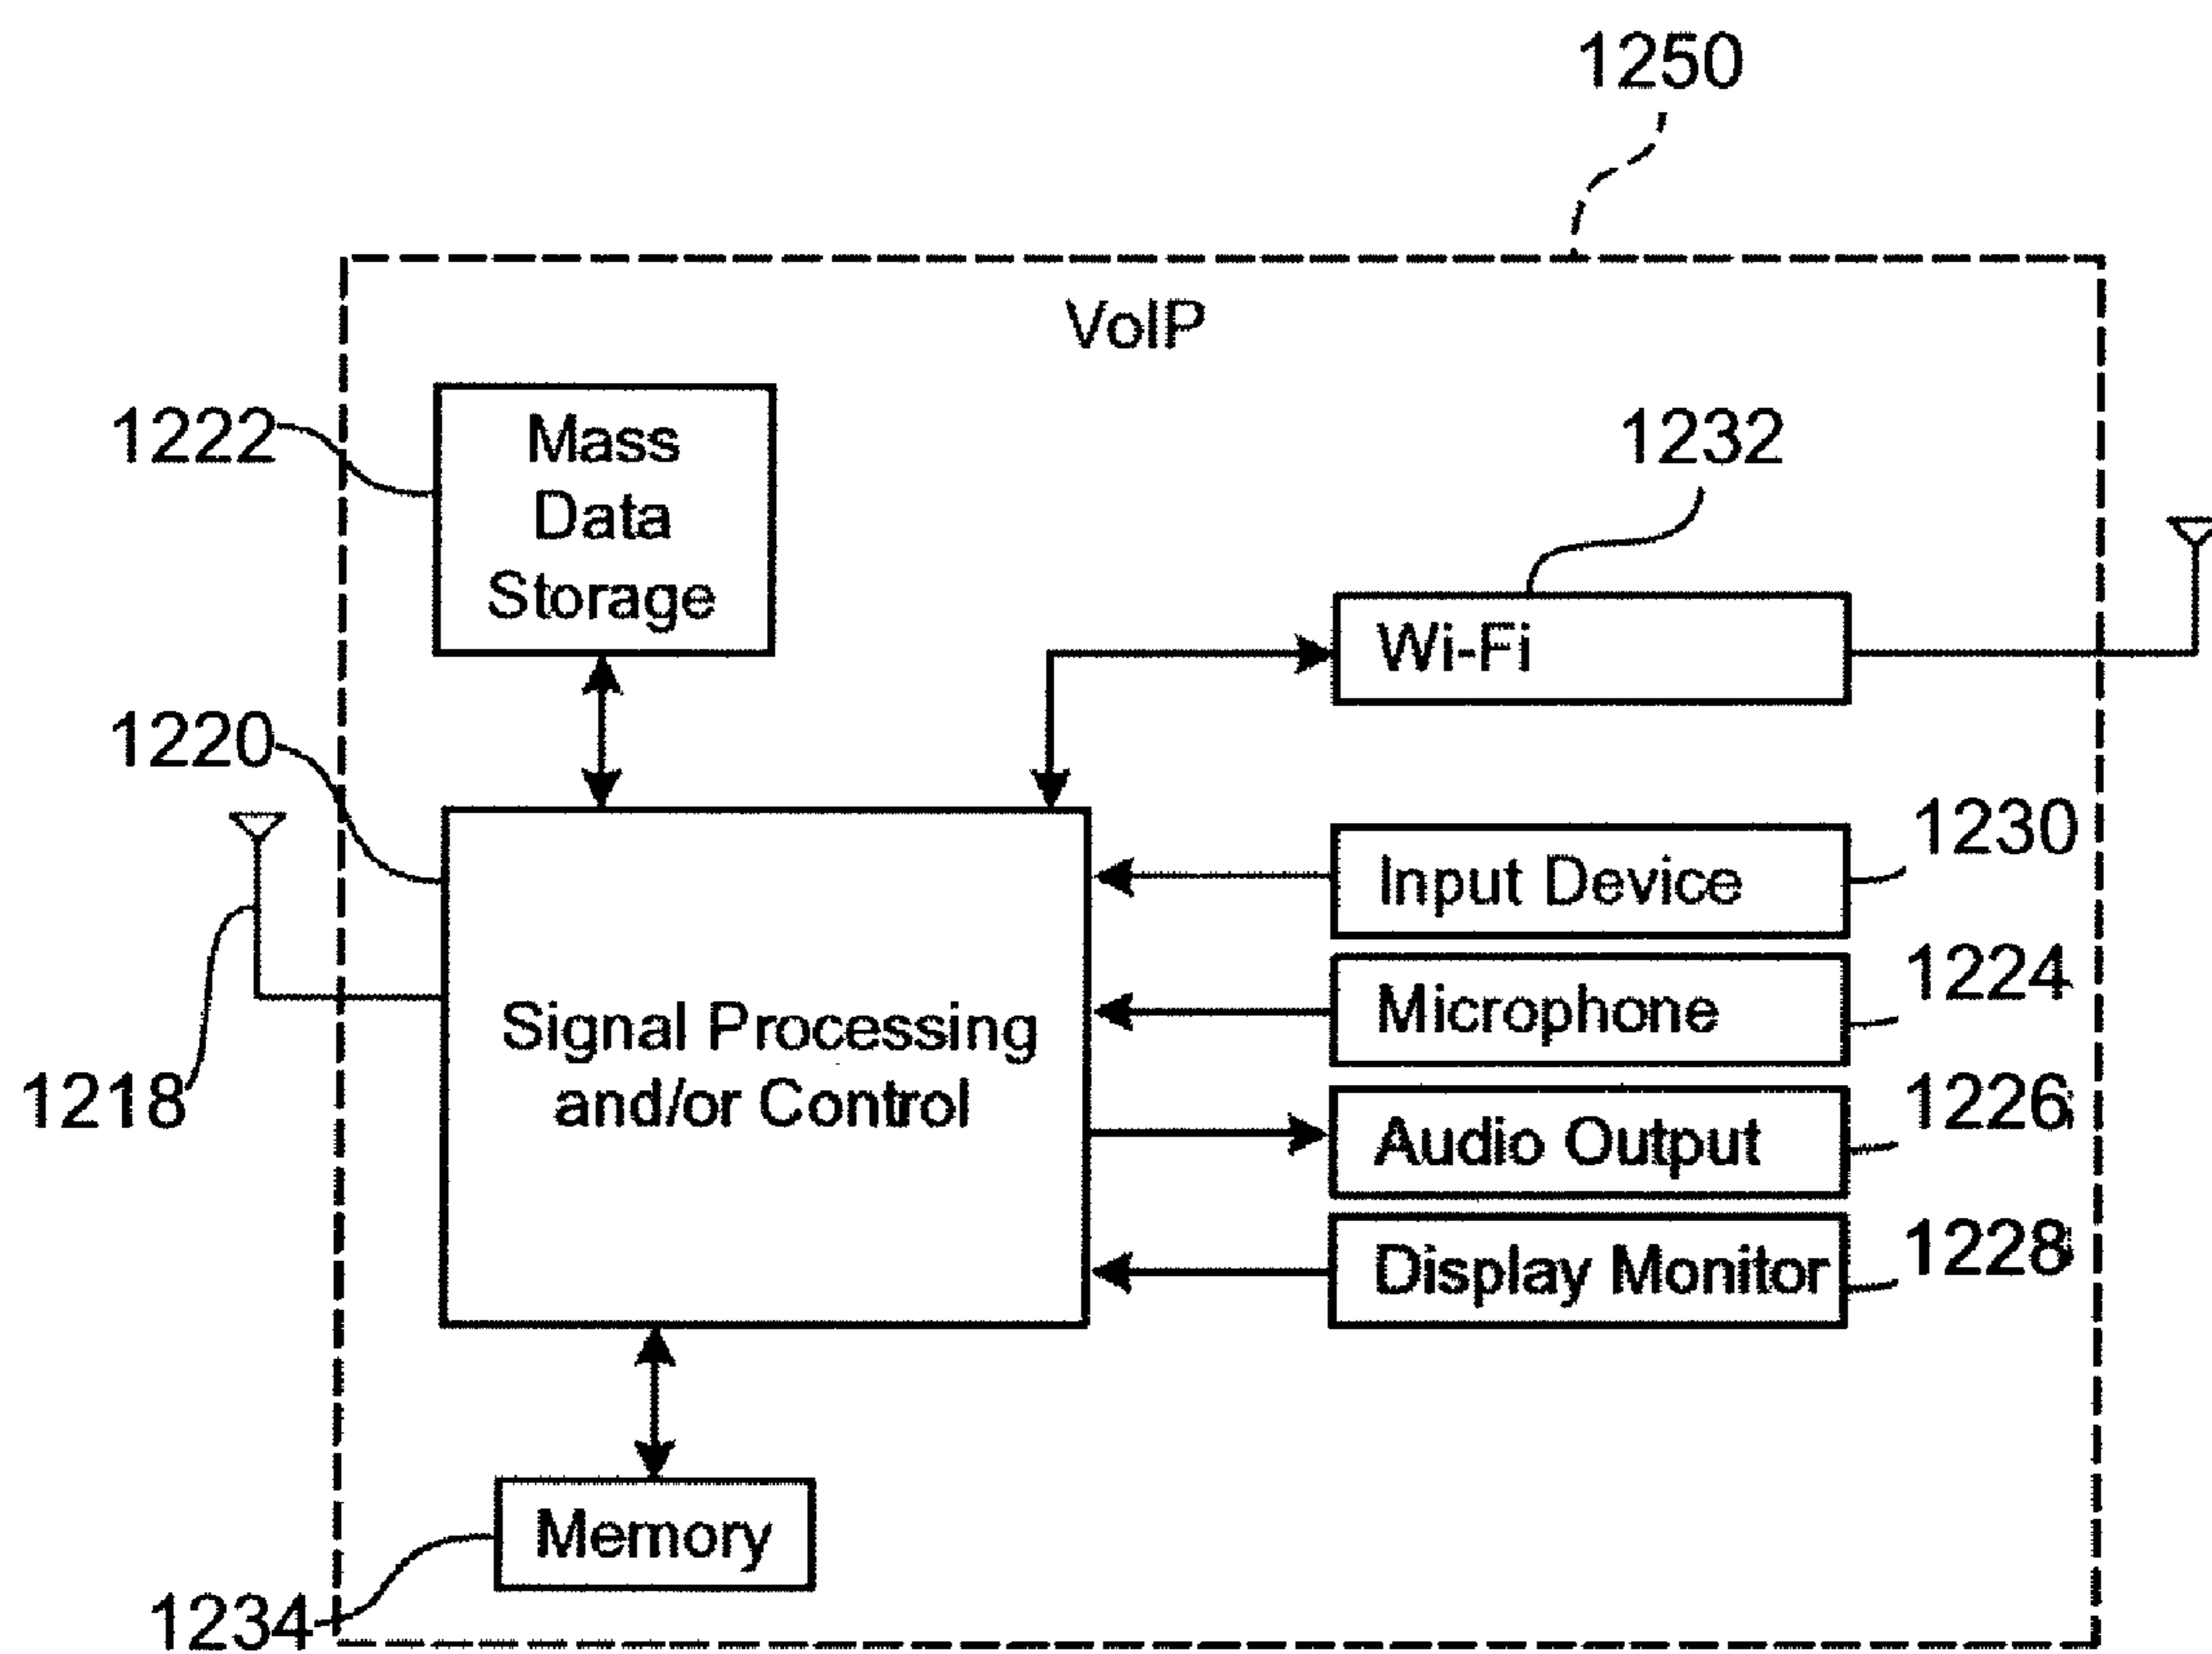 1250
VoIP
1222
Mass
Data
Storage
1232
Wi-Fi
1220
Input Device
1230
1218
Signal Processing
and/or Control
Microphone
1224
Audio Output
1226
Display Monitor
1228
Memory
1234